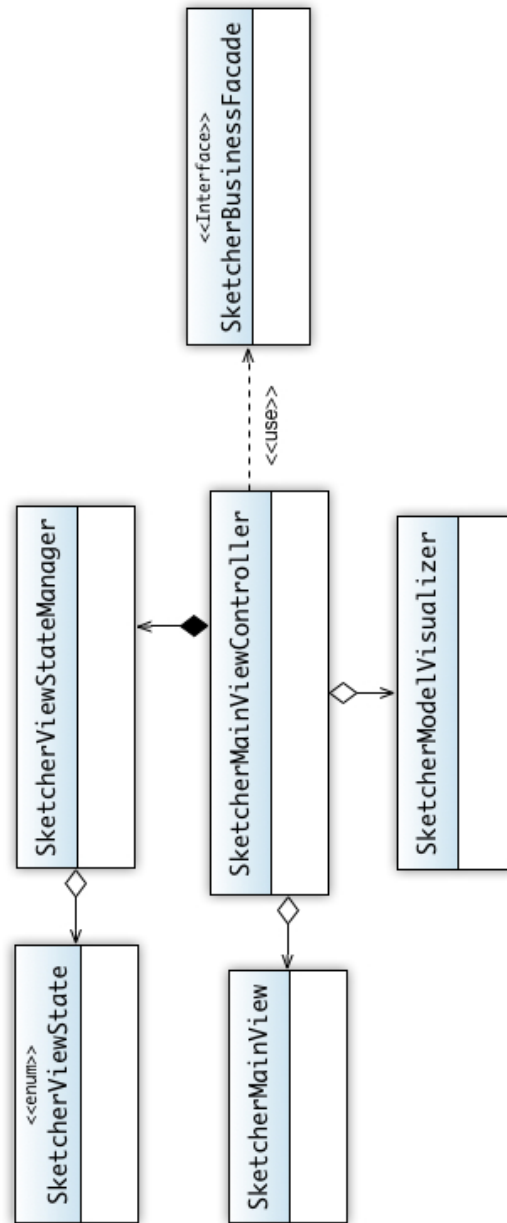 <<enum>>
SketcherViewState
SketcherViewStateManager
<<Interface>>
SketcherBusinessFacade
<<use>>
SketcherMainViewController
SketcherMainView
SketcherModelVisualizer